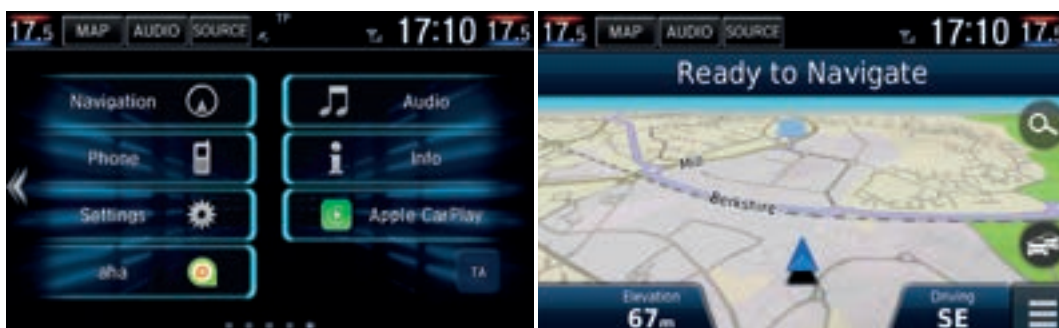 17.5 MAP AUDIO SOURCE TP 17:10 17.5
Navigation Audio
Phone Info
Settings Apple CarPlay
aha TA
17.5 MAP AUDIO SOURCE 17:10 17.
Ready to Navigate
Mill
Berkshire
Elevation Driving
67m SE